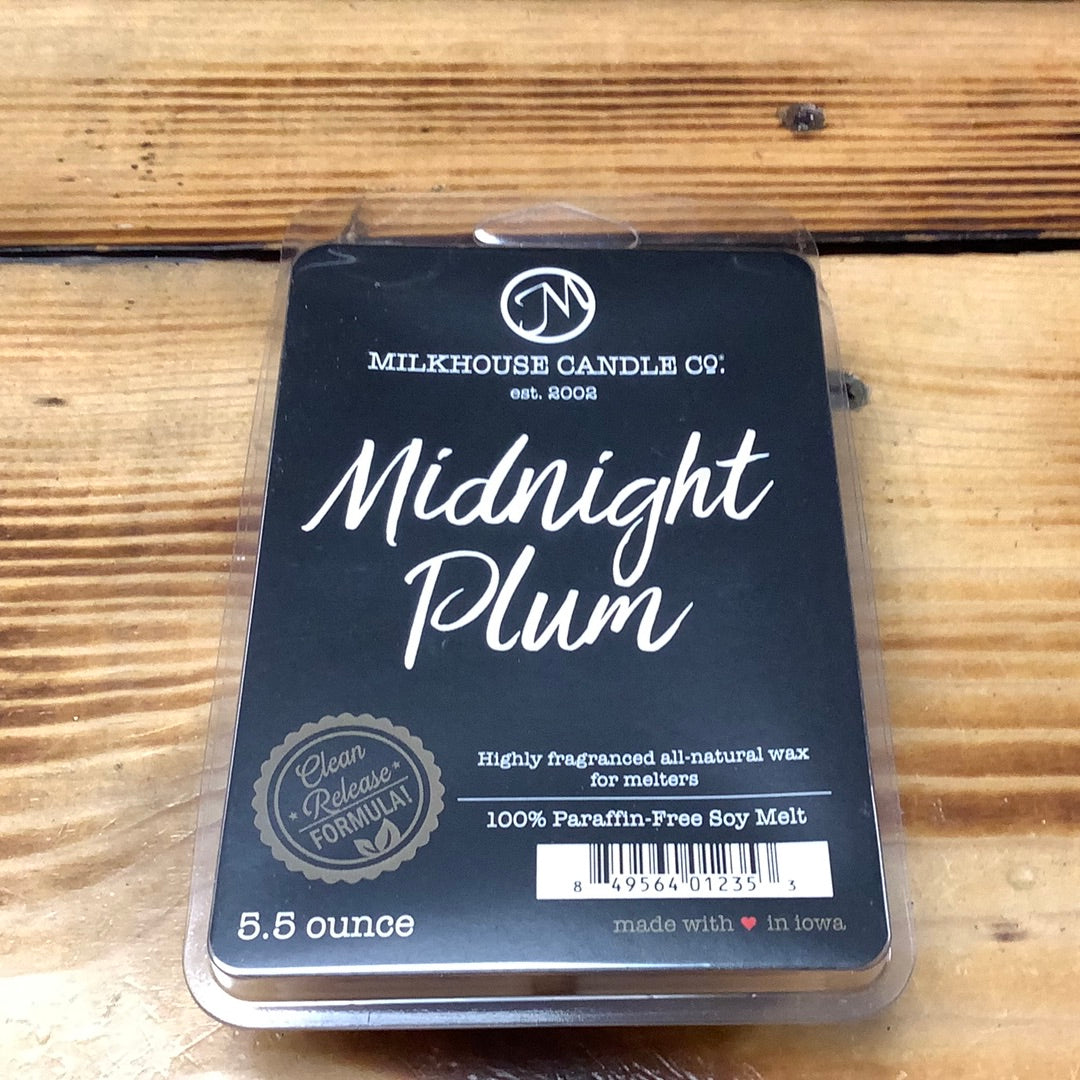 JM
MILKHOUSE CANDLE CO.®
est. 2002
Midnight
Plum
Clean
Release
FORMULA!
Highly fragranced all-natural wax
for melters
100% Paraffin-Free Soy Melt
8 49564 01235 3
5.5 ounce
made with ♥ in iowa